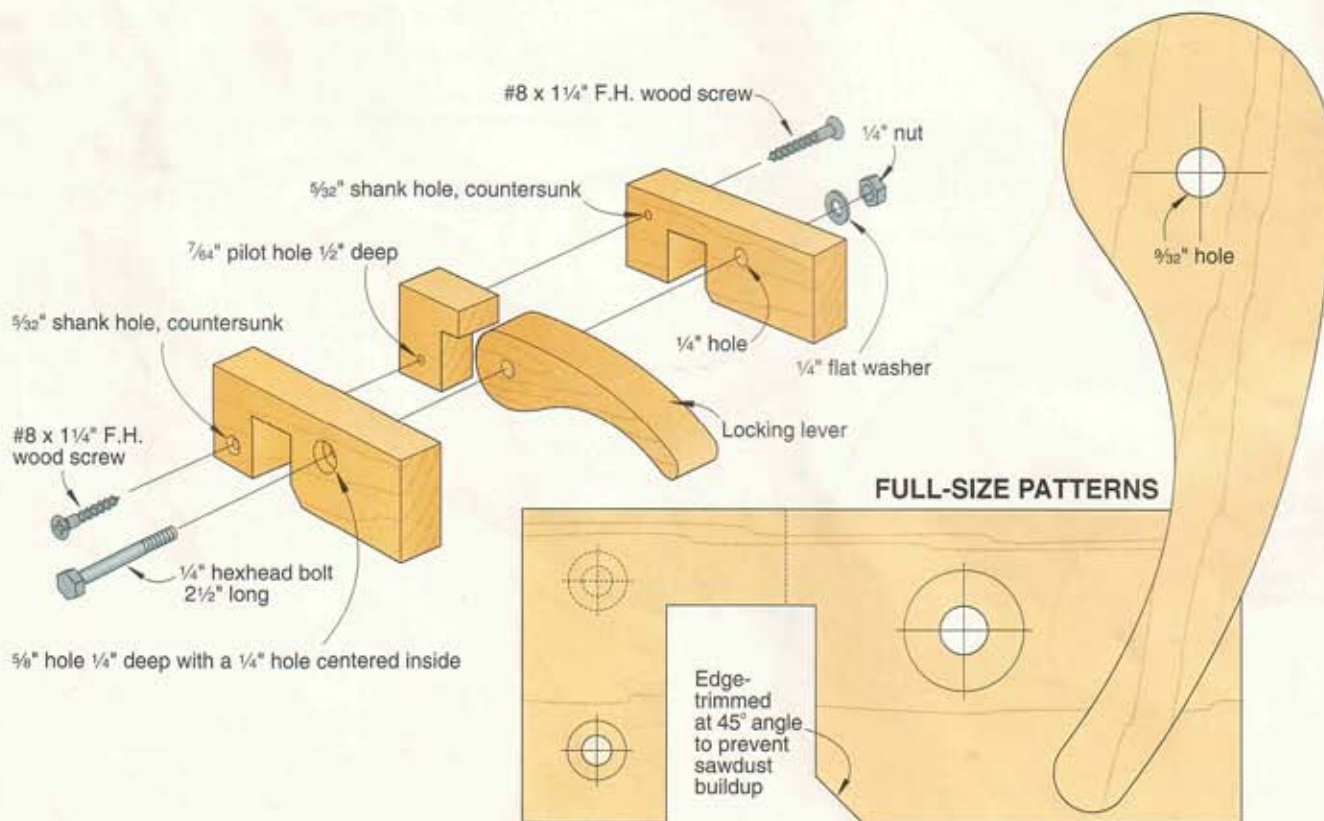 #8 x 1¼" F.H. wood screw
¼" nut
5/32" shank hole, countersunk
7/64" pilot hole ½" deep
5/32" shank hole, countersunk
¼" hole
¼" flat washer
Locking lever
#8 x 1¼" F.H.
wood screw
¼" hexhead bolt
2½" long
⅝" hole ¼" deep with a ¼" hole centered inside
9/32" hole
FULL-SIZE PATTERNS
Edge-
trimmed
at 45° angle
to prevent
sawdust
buildup